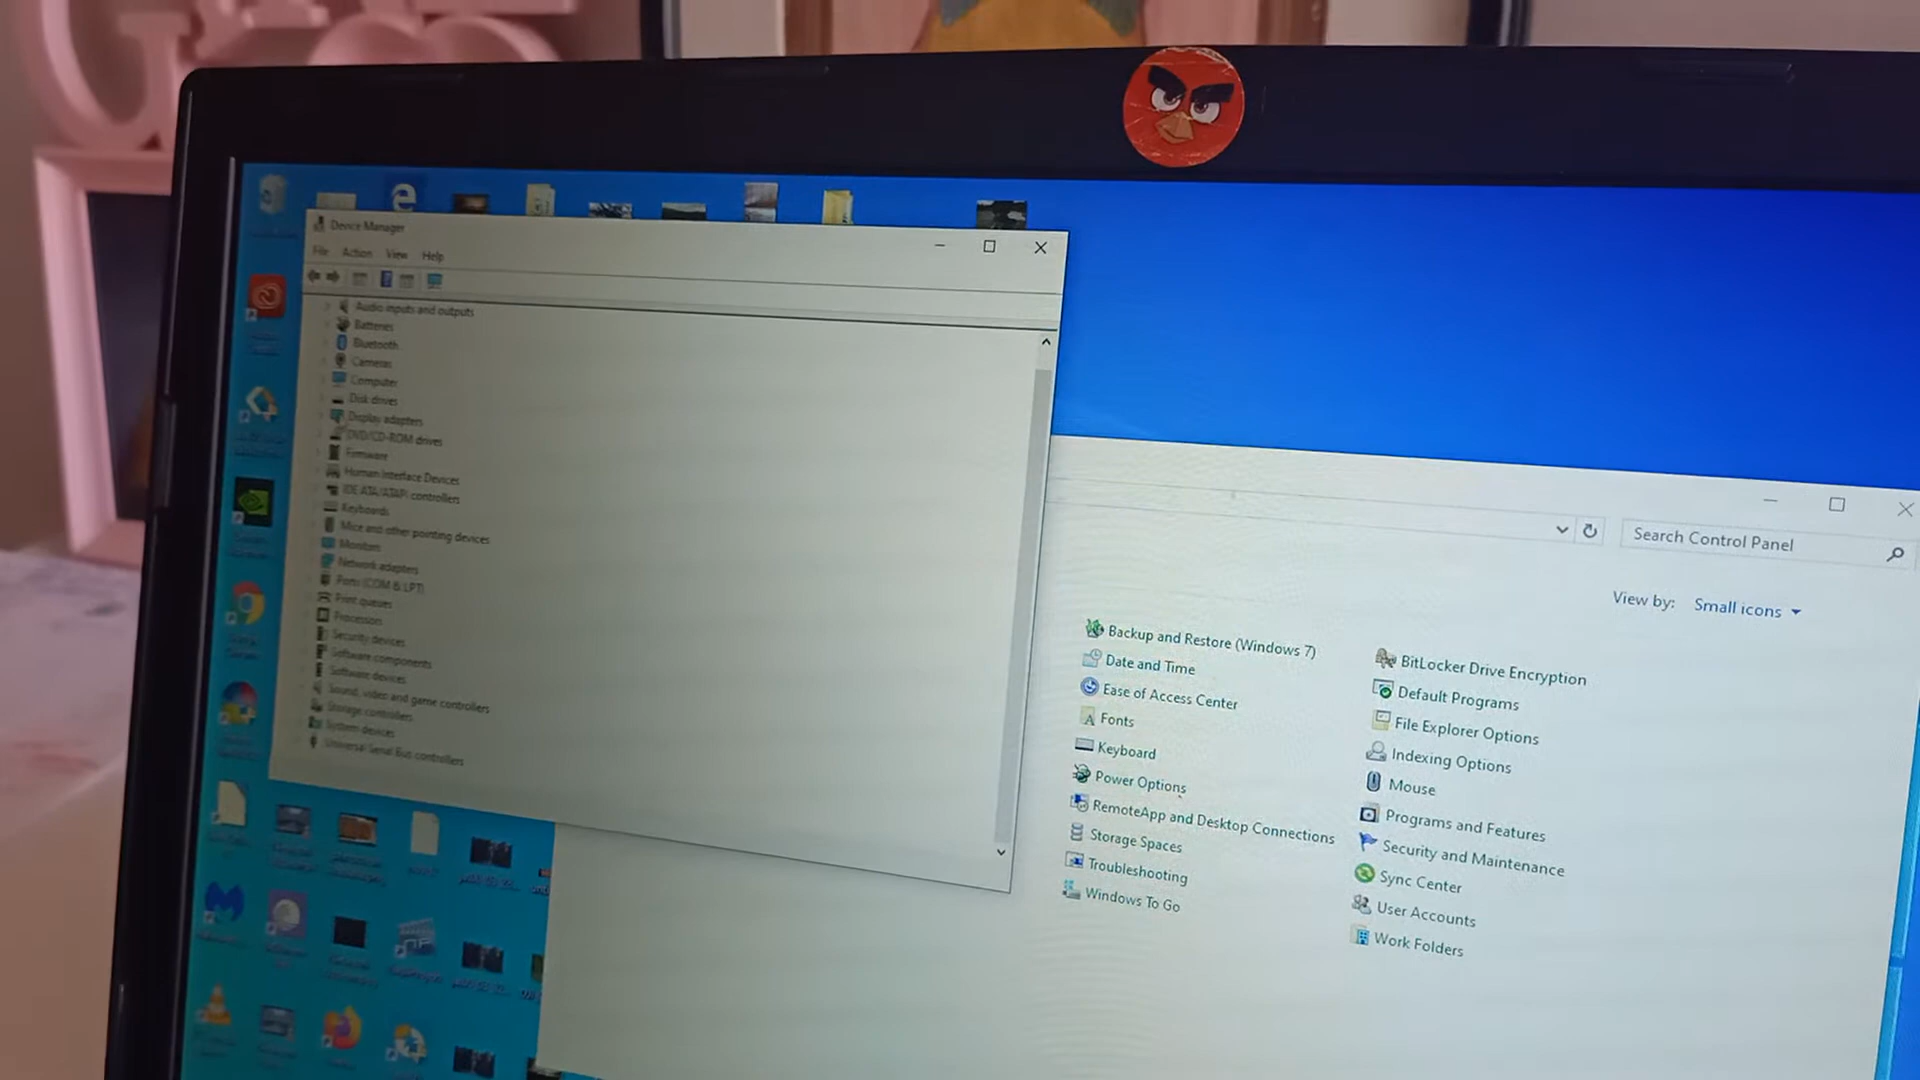 Device Manager
File Action View Help
Audio inputs and outputs
Batteries
Bluetooth
Cameras
Computer
Disk drives
Display adapters
DVD/CD-ROM drives
Firmware
Human Interface Devices
IDE ATA/ATAPI controllers
Keyboards
Mice and other pointing devices
Monitors
Network adapters
Ports (COM & LPT)
Print queues
Processors
Security devices
Software components
Software devices
Sound, video and game controllers
Storage controllers
System devices
Universal Serial Bus controllers
Search Control Panel
View by: Small icons
Backup and Restore (Windows 7)
Date and Time
Ease of Access Center
Fonts
Keyboard
Power Options
RemoteApp and Desktop Connections
Storage Spaces
Troubleshooting
Windows To Go
BitLocker Drive Encryption
Default Programs
File Explorer Options
Indexing Options
Mouse
Programs and Features
Security and Maintenance
Sync Center
User Accounts
Work Folders